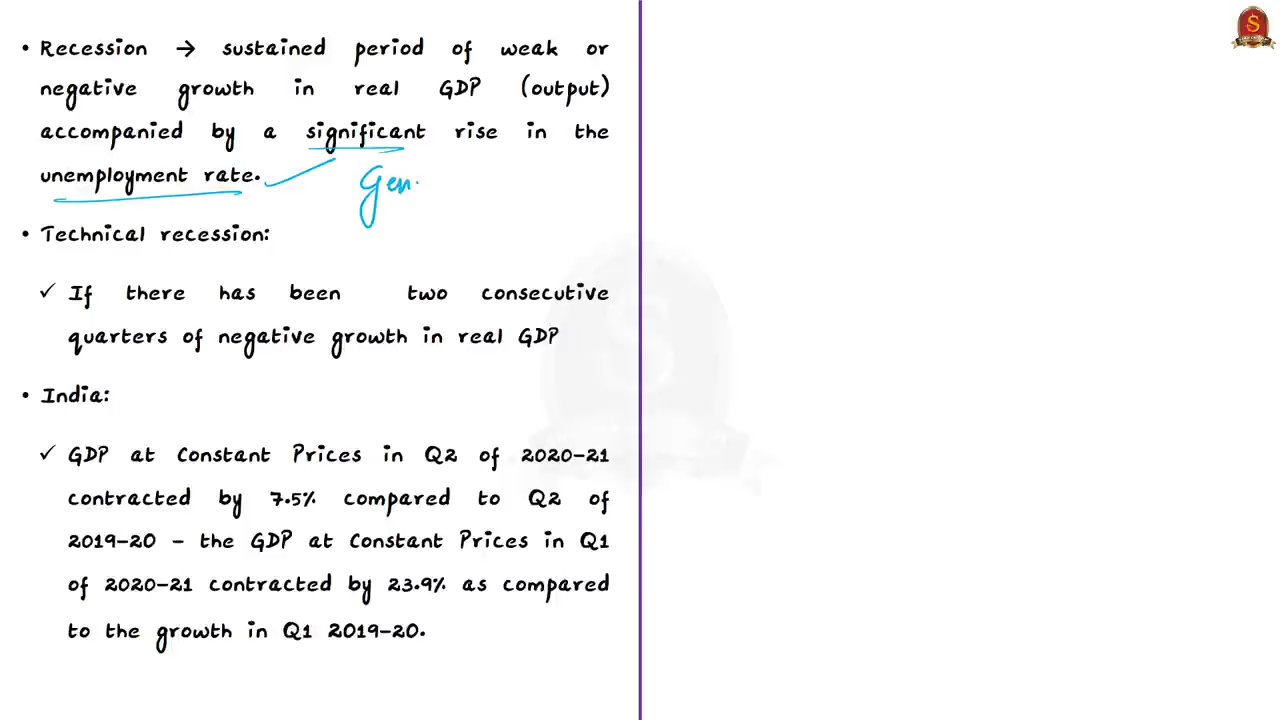 • Recession → sustained period of weak or
negative growth in real GDP (output)
accompanied by a significant rise in the
unemployment rate.
Gen.
• Technical recession:
✓ If there has been two consecutive
quarters of negative growth in real GDP
• India:
✓ GDP at Constant Prices in Q2 of 2020-21
contracted by 7.5% compared to Q2 of
2019-20 - the GDP at Constant Prices in Q1
of 2020-21 contracted by 23.9% as compared
to the growth in Q1 2019-20.
S